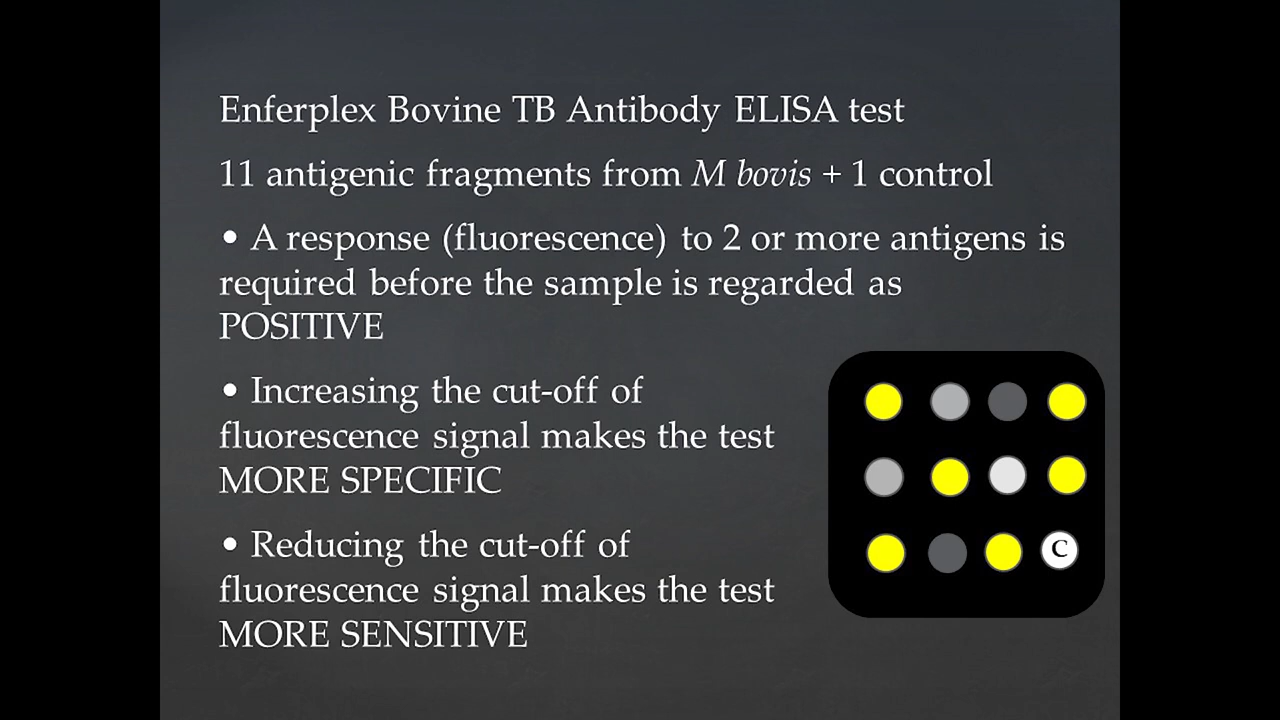 Enferplex Bovine TB Antibody ELISA test
11 antigenic fragments from M bovis + 1 control
• A response (fluorescence) to 2 or more antigens is
required before the sample is regarded as
POSITIVE
• Increasing the cut-off of
fluorescence signal makes the test
MORE SPECIFIC
• Reducing the cut-off of
fluorescence signal makes the test
MORE SENSITIVE
C